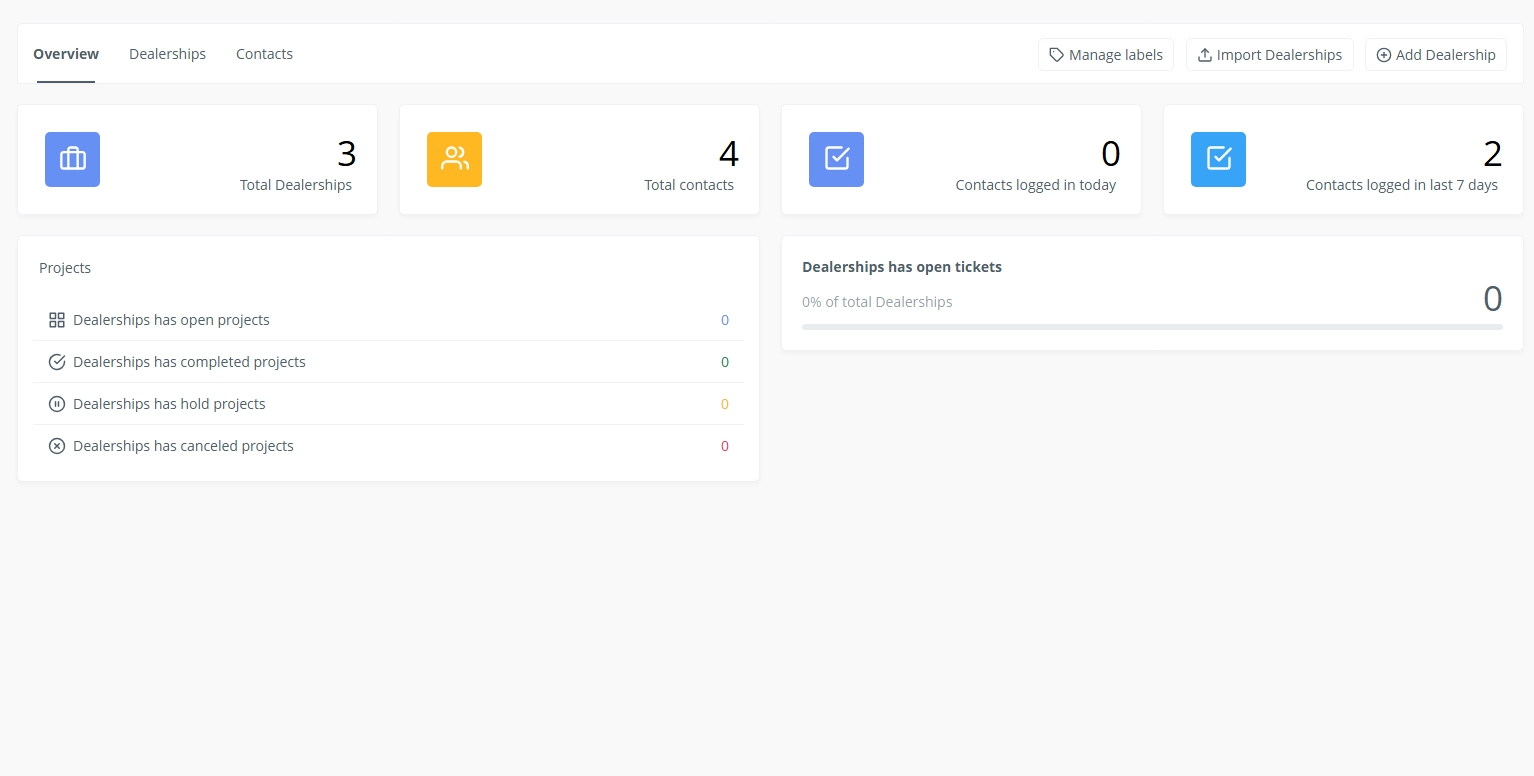 Overview Dealerships Contacts Manage labels Import Dealerships Add Dealership
3
Total Dealerships
4
Total contacts
0
Contacts logged in today
2
Contacts logged in last 7 days
Projects
Dealerships has open projects 0
Dealerships has completed projects 0
Dealerships has hold projects 0
Dealerships has canceled projects 0
Dealerships has open tickets
0% of total Dealerships 0